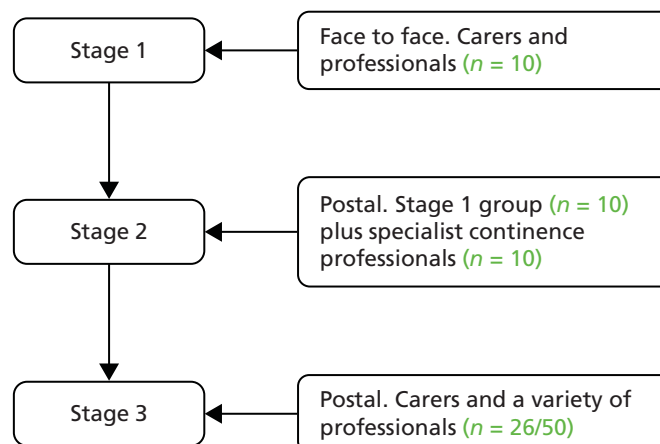 Stage 1
Face to face. Carers and
professionals (n = 10)
Stage 2
Postal. Stage 1 group (n = 10)
plus specialist continence
professionals (n = 10)
Stage 3
Postal. Carers and a variety of
professionals (n = 26/50)